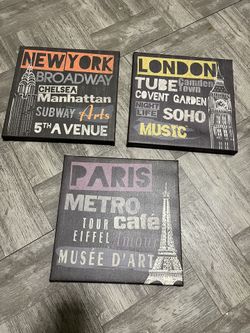 NEW YORK
BROADWAY
CHELSEA
Manhattan
SUBWAY Arts
5TH AVENUE
LONDON
TUBE Camden Town
COVENT GARDEN
NIGHT LIFE SOHO
MUSIC
PARIS
METRO
TOUR café
EIFFEL Amour
MUSÉE D'ART